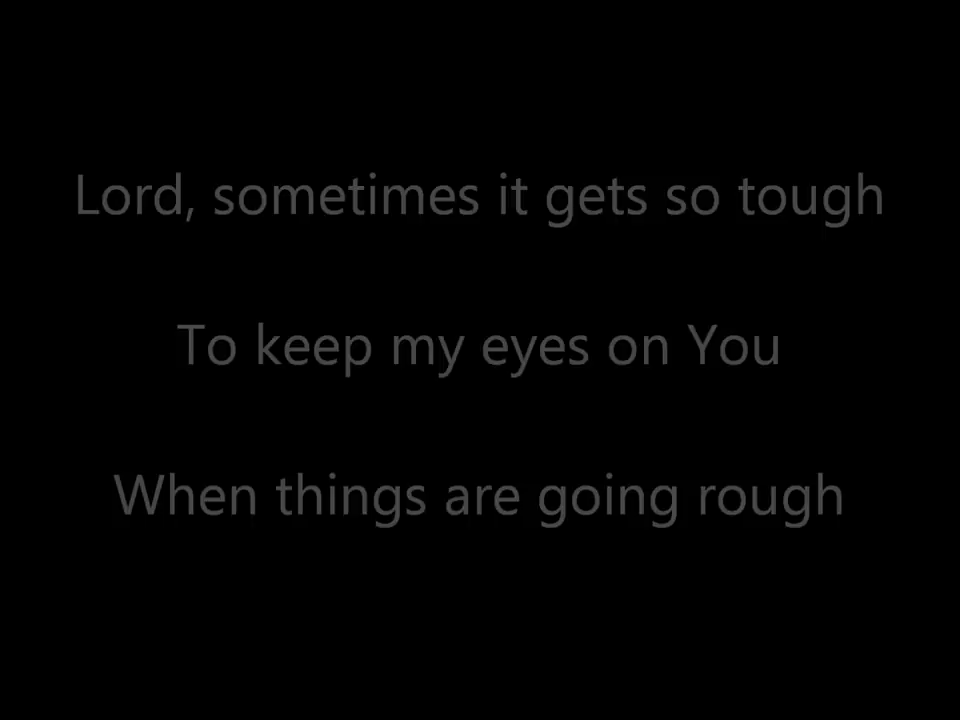 Lord, sometimes it gets so tough
To keep my eyes on You
When things are going rough